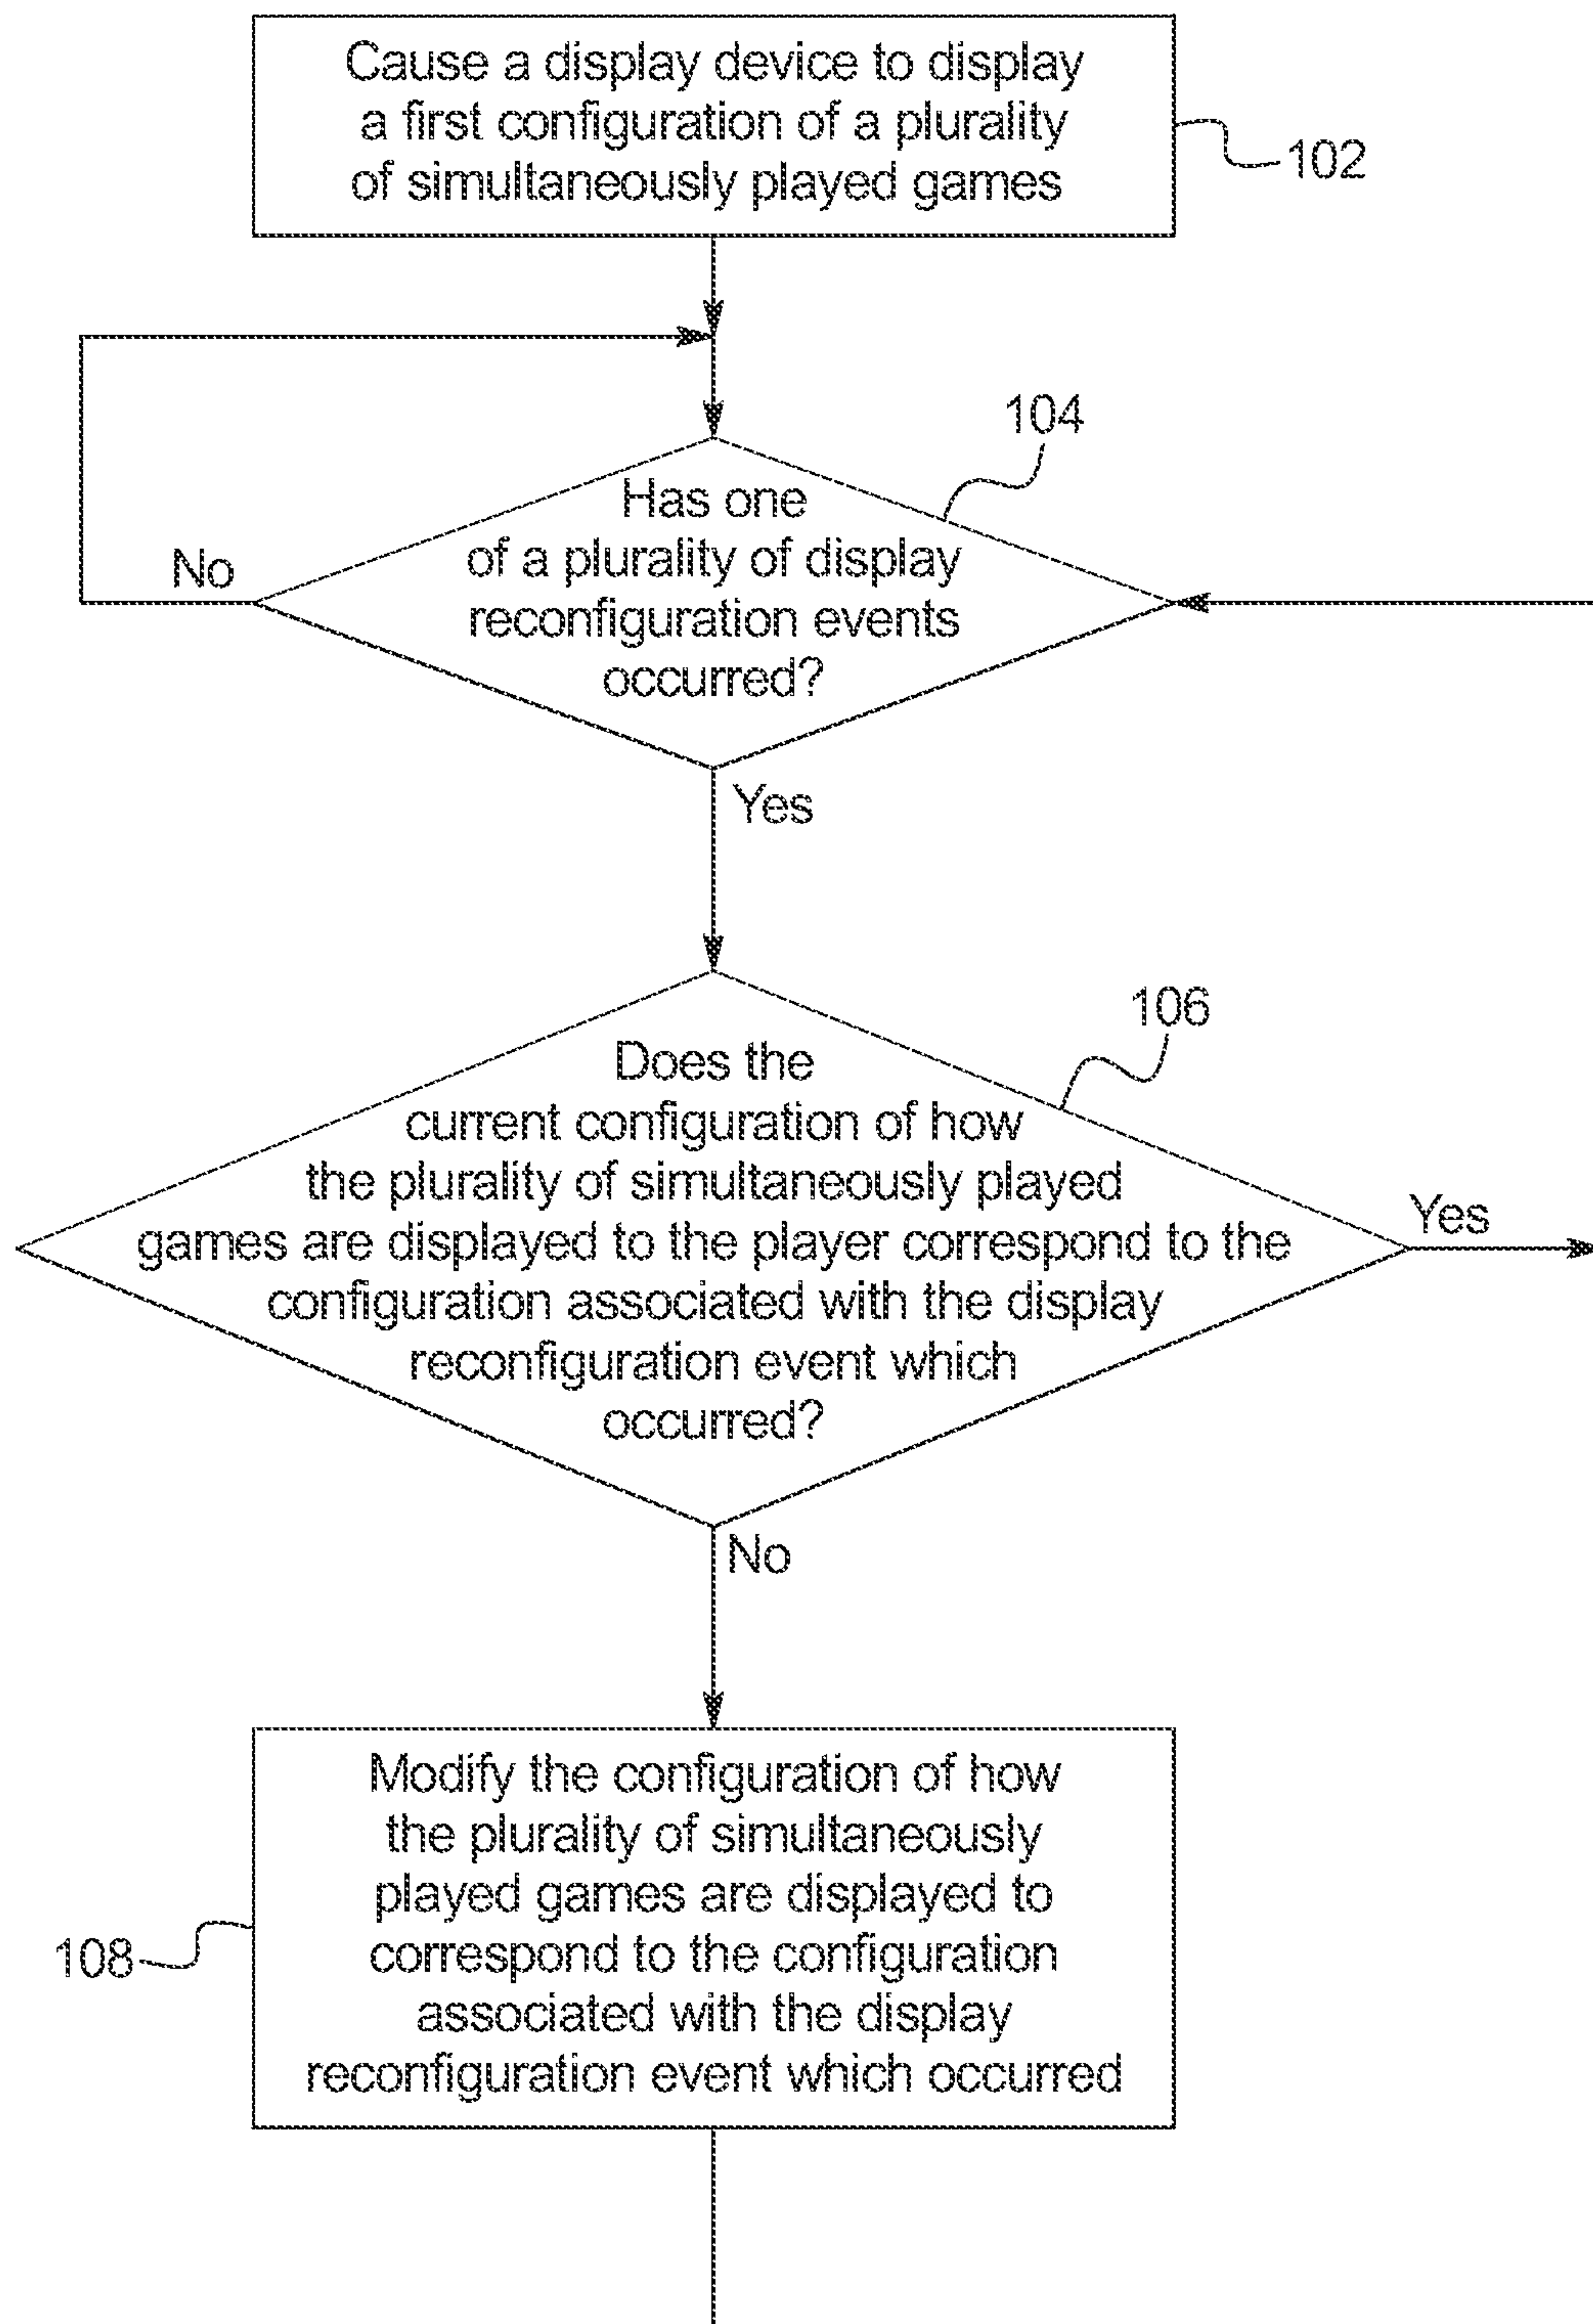 Cause a display device to display
a first configuration of a plurality
of simultaneously played games
102
104
Has one
of a plurality of display
reconfiguration events
occurred?
No
Yes
106
Does the
current configuration of how
the plurality of simultaneously played
games are displayed to the player correspond to the
configuration associated with the display
reconfiguration event which
occurred?
Yes
No
Modify the configuration of how
the plurality of simultaneously
played games are displayed to
correspond to the configuration
associated with the display
reconfiguration event which occurred
108